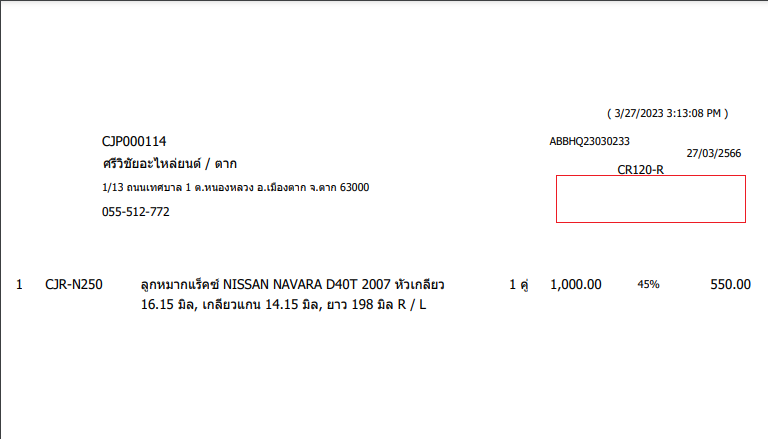 ( 3/27/2023 3:13:08 PM )
CJP000114
ABBHQ23030233
27/03/2566
ศรีวิชัยอะไหล่ยนต์ / ตาก
CR120-R
1/13 ถนนเทศบาล 1 ต.หนองหลวง อ.เมืองตาก จ.ตาก 63000
055-512-772
1 CJR-N250 ลูกหมากแร็คซ์ NISSAN NAVARA D40T 2007 หัวเกลียว 1 คู่ 1,000.00 45% 550.00
16.15 มิล, เกลียวแกน 14.15 มิล, ยาว 198 มิล R / L